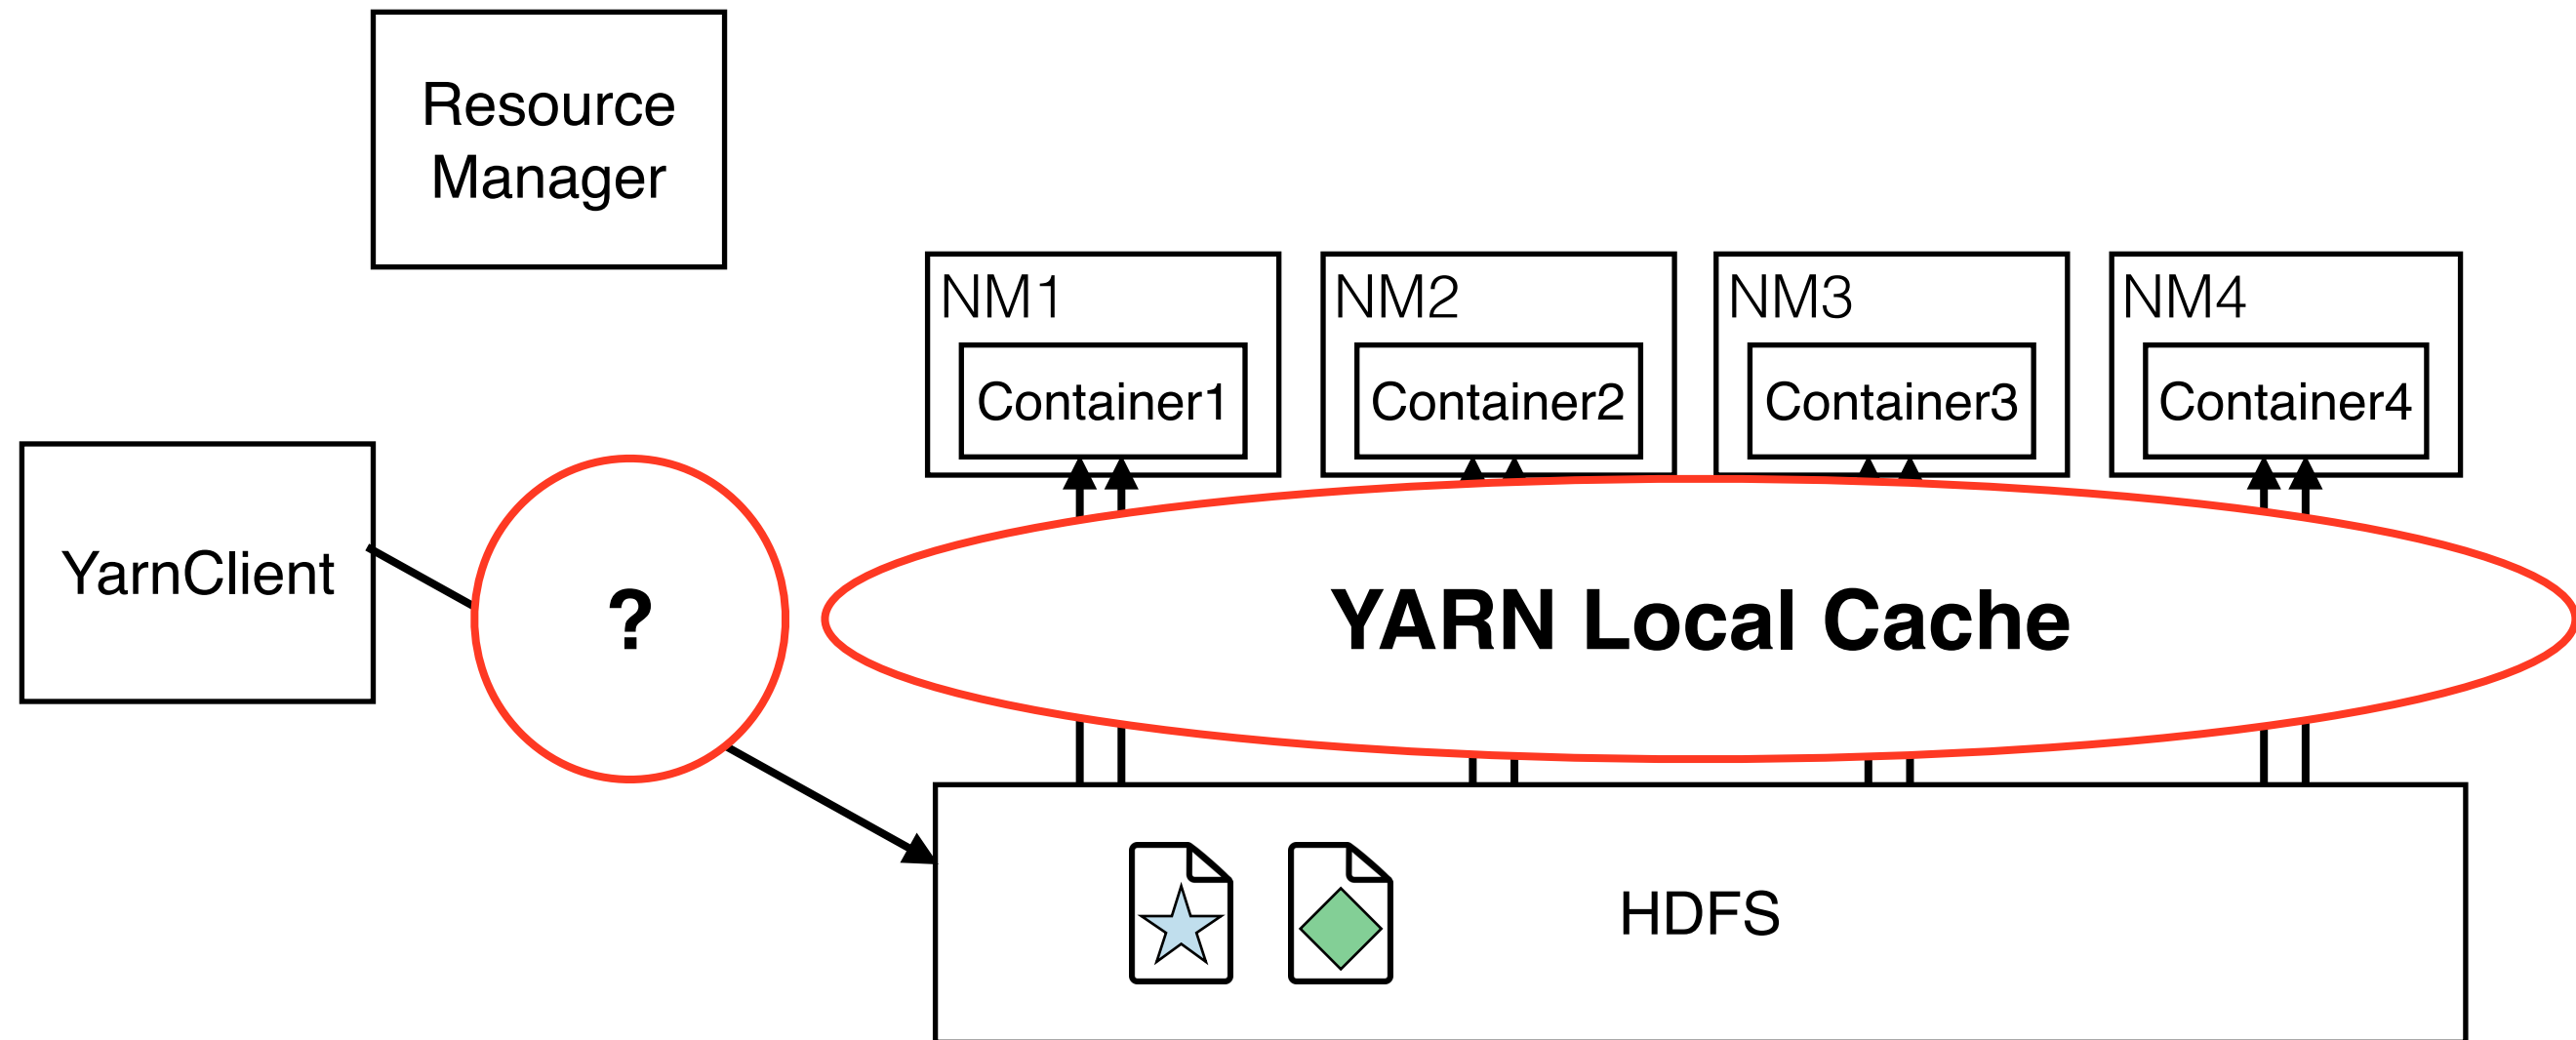 Resource
Manager
NM1
NM2
NM3
NM4
Container1
Container2
Container3
Container4
YarnClient
?
YARN Local Cache
HDFS